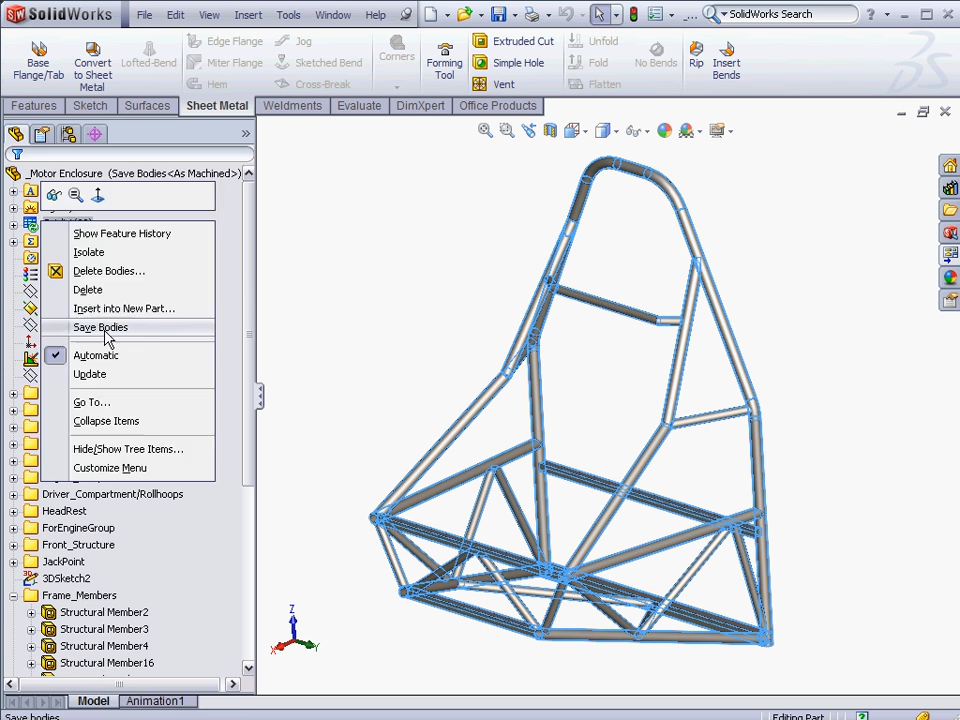 SolidWorks File Edit View Insert Tools Window Help SolidWorks Search
Base Flange/Tab
Convert to Sheet Metal
Lofted-Bend
Edge Flange
Miter Flange
Hem
Jog
Sketched Bend
Cross-Break
Corners
Forming Tool
Extruded Cut
Simple Hole
Vent
Unfold
Fold
Flatten
No Bends
Rip
Insert Bends
Features Sketch Surfaces Sheet Metal Weldments Evaluate DimXpert Office Products
_Motor Enclosure (Save Bodies<As Machined>)
Show Feature History
Isolate
Delete Bodies...
Delete
Insert into New Part...
Save Bodies
Automatic
Update
Go To...
Collapse Items
Hide/Show Tree Items...
Customize Menu
Driver_Compartment/Rollhoops
HeadRest
ForEngineGroup
Front_Structure
JackPoint
3DSketch2
Frame_Members
Structural Member2
Structural Member3
Structural Member4
Structural Member16
Z
X
Y
Model Animation1
Save bodies Editing Part